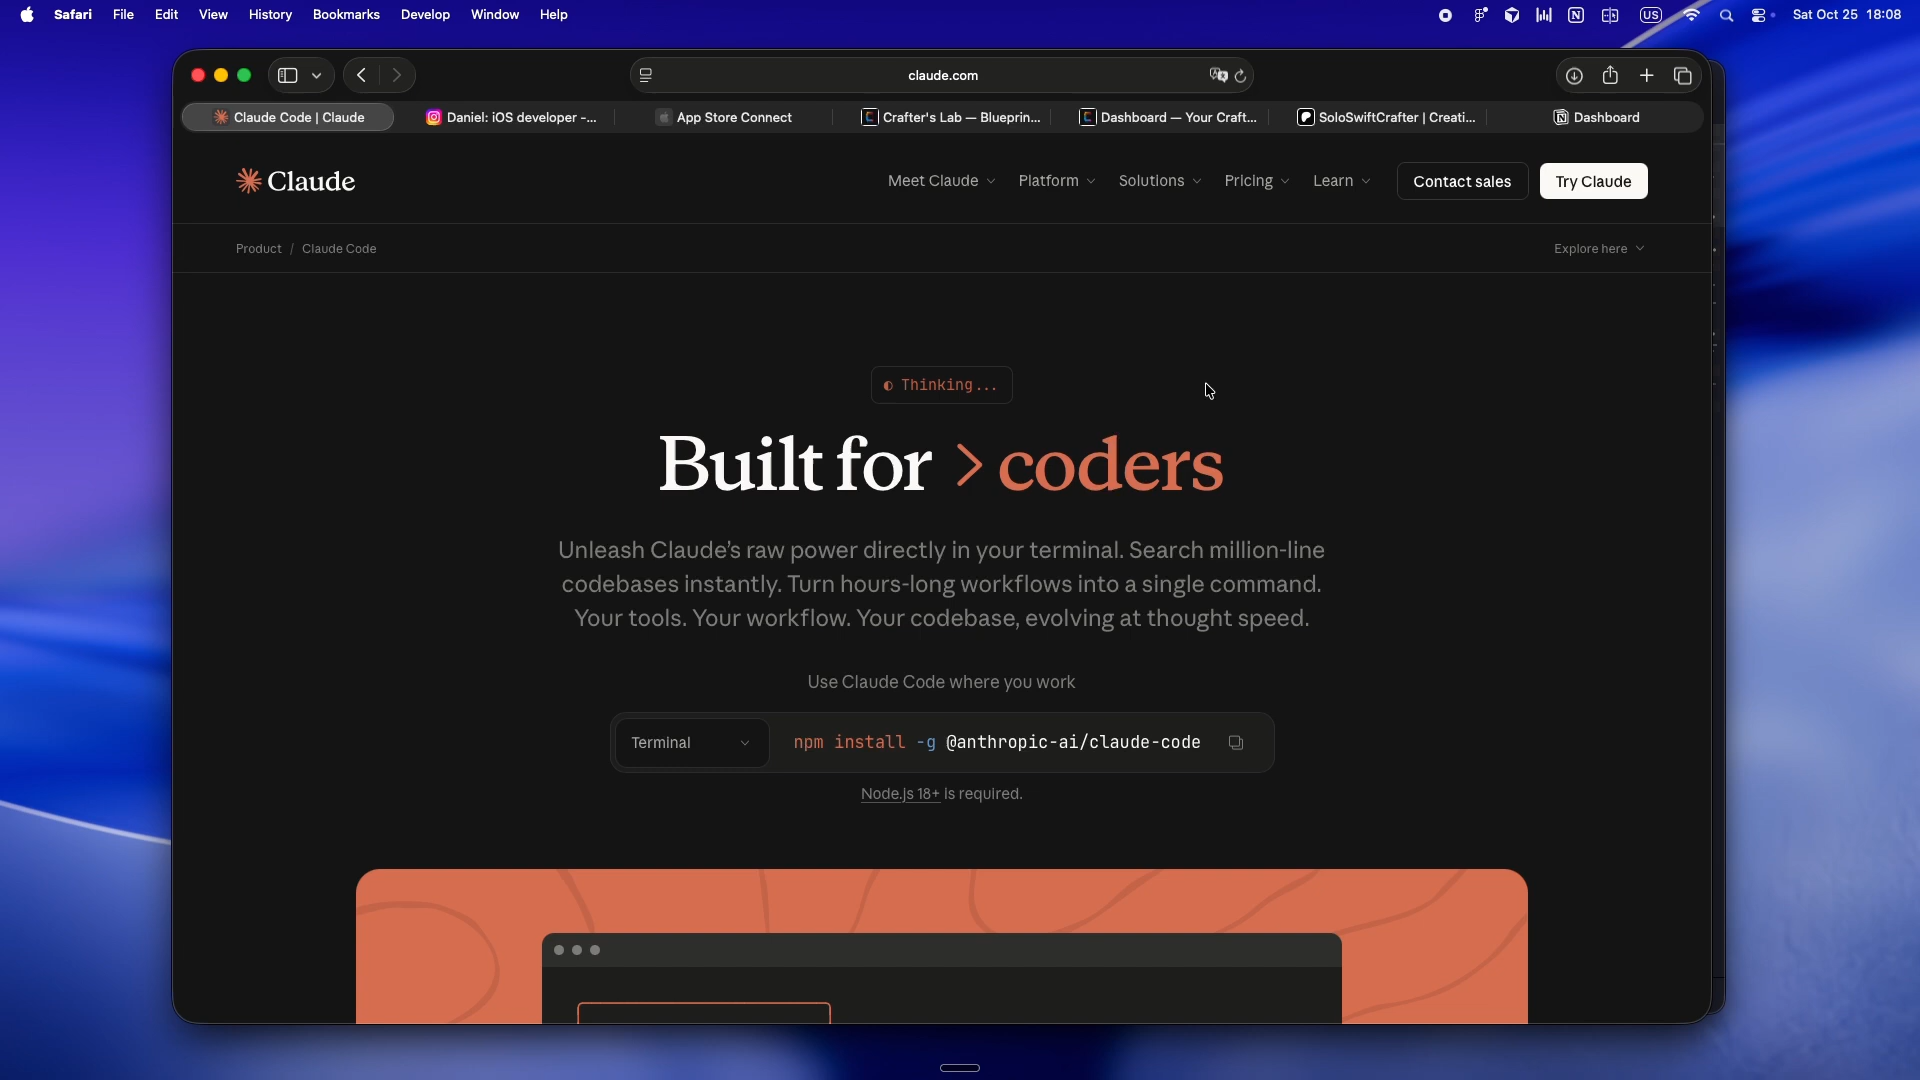 Safari File Edit View History Bookmarks Develop Window Help
US Sat Oct 25 18:08
claude.com
Claude Code | Claude
Daniel: iOS developer -...
App Store Connect
Crafter's Lab — Blueprin...
Dashboard — Your Craft...
SoloSwiftCrafter | Creati...
Dashboard
Claude
Meet Claude Platform Solutions Pricing Learn Contact sales Try Claude
Product / Claude Code
Explore here
Thinking...
Built for > coders
Unleash Claude's raw power directly in your terminal. Search million-line
codebases instantly. Turn hours-long workflows into a single command.
Your tools. Your workflow. Your codebase, evolving at thought speed.
Use Claude Code where you work
Terminal npm install -g @anthropic-ai/claude-code
Node.js 18+ is required.